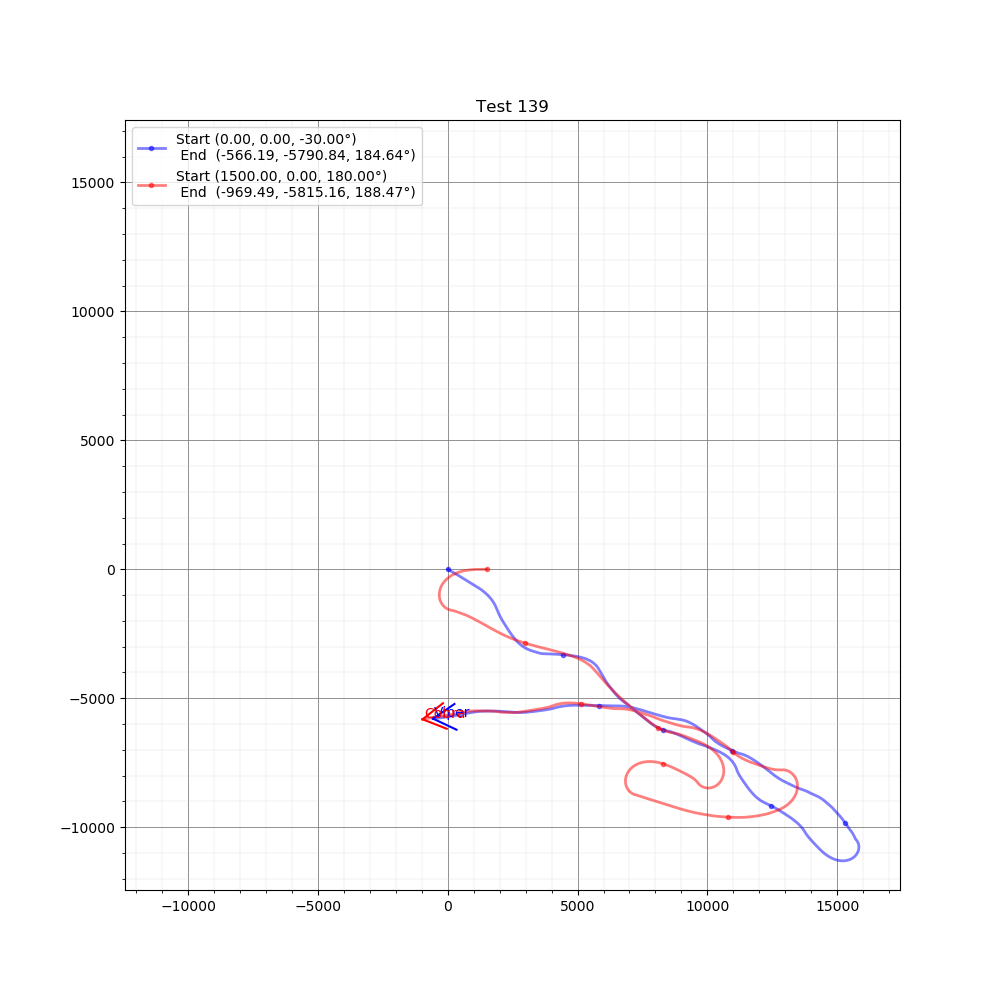 Test 139
Start (0.00, 0.00, -30.00°)
End (-566.19, -5790.84, 184.64°)
Start (1500.00, 0.00, 180.00°)
End (-969.49, -5815.16, 188.47°)
15000
10000
5000
0
−5000
−10000
−10000 −5000 0 5000 10000 15000